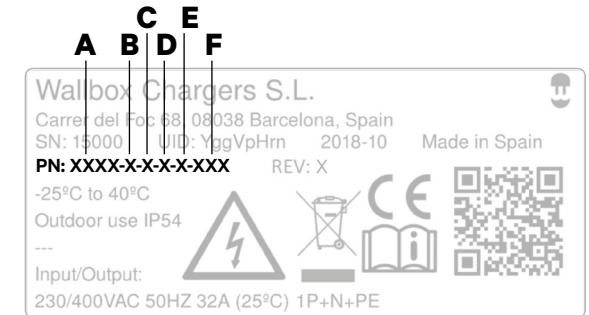 A B C D E F
Wallbox Chargers S.L.
Carrer del Foc 68, 08038 Barcelona, Spain
SN: 15000 UID: YggVpHrn 2018-10 Made in Spain
PN: XXXX-X-X-X-X-XXX REV: X
-25ºC to 40ºC
Outdoor use IP54
---
Input/Output:
230/400VAC 50HZ 32A (25ºC) 1P+N+PE